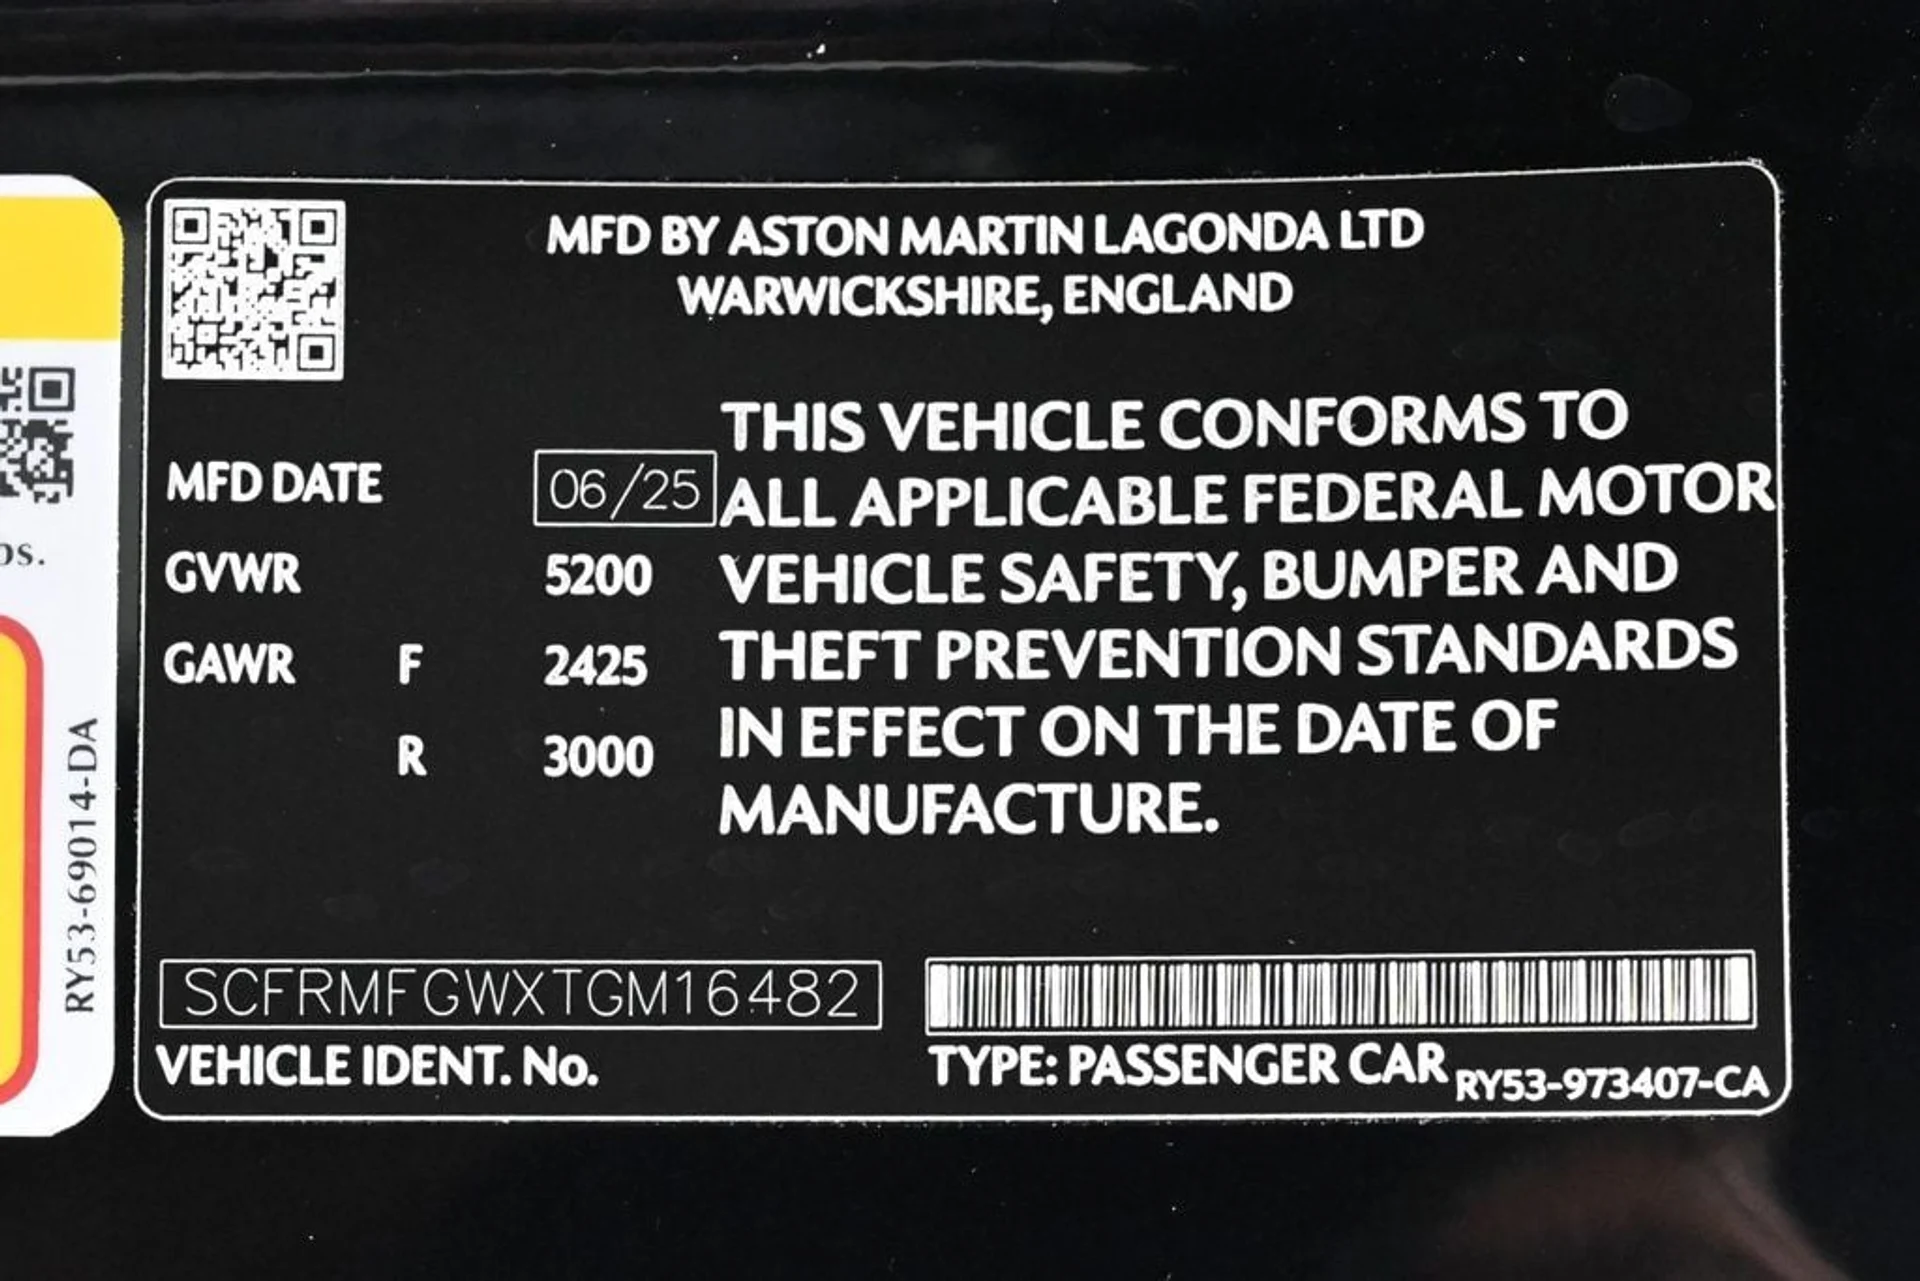 MFD BY ASTON MARTIN LAGONDA LTD
WARWICKSHIRE, ENGLAND
THIS VEHICLE CONFORMS TO
ALL APPLICABLE FEDERAL MOTOR
VEHICLE SAFETY, BUMPER AND
THEFT PREVENTION STANDARDS
IN EFFECT ON THE DATE OF
MANUFACTURE.
MFD DATE 06/25
GVWR 5200
GAWR F 2425
R 3000
SCFRMFGWXTGM16482
VEHICLE IDENT. No.
TYPE: PASSENGER CAR RY53-973407-CA
RY53-69014-DA